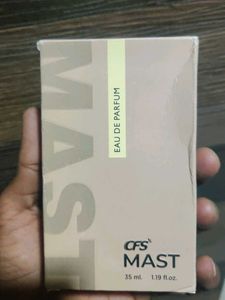 MAST
EAU DE PARFUM
CFS
MAST
35 ml. 1.19 fl.oz.